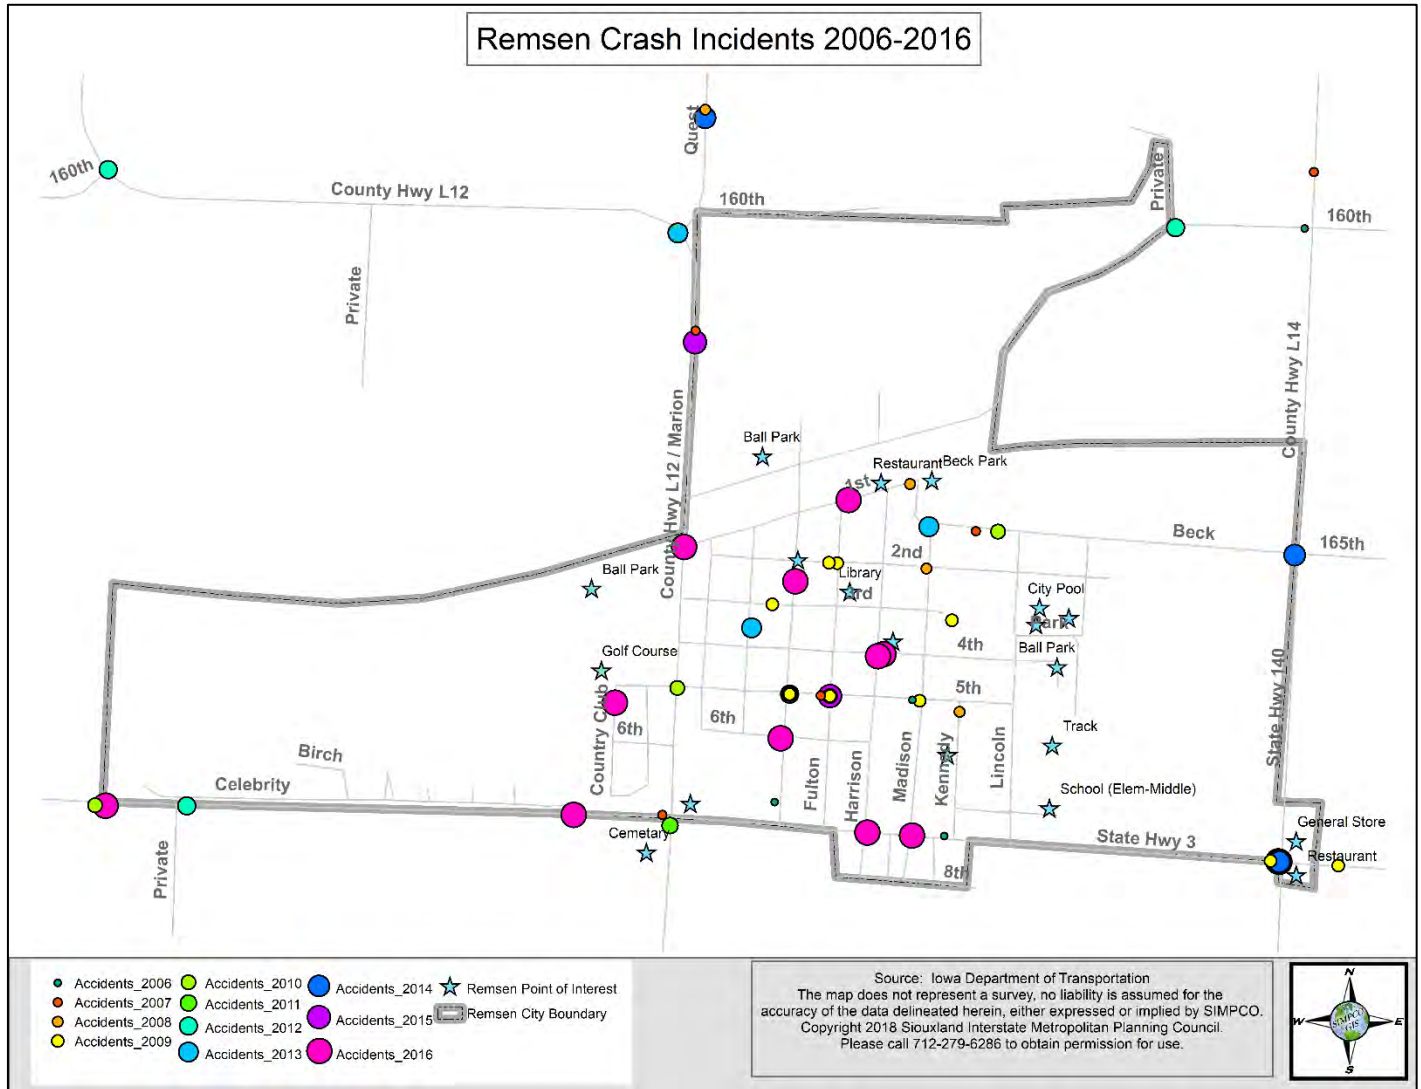 Remsen Crash Incidents 2006-2016
Quest
160th
County Hwy L12
160th
Private
160th
Private
County Hwy L14
County Hwy L12 / Marion
Ball Park
Restaurant
Beck Park
1st
Beck
165th
2nd
Library
3rd
Ball Park
City Pool
Park
4th
Ball Park
Golf Course
5th
Country Club
6th
6th
Track
State Hwy 140
Birch
Celebrity
Fulton
Harrison
Madison
Kennedy
Lincoln
School (Elem-Middle)
General Store
Cemetary
State Hwy 3
Restaurant
Private
8th
Accidents_2006
Accidents_2007
Accidents_2008
Accidents_2009
Accidents_2010
Accidents_2011
Accidents_2012
Accidents_2013
Accidents_2014
Accidents_2015
Accidents_2016
Remsen Point of Interest
Remsen City Boundary
Source: Iowa Department of Transportation
The map does not represent a survey, no liability is assumed for the
accuracy of the data delineated herein, either expressed or implied by SIMPCO.
Copyright 2018 Siouxland Interstate Metropolitan Planning Council.
Please call 712-279-6286 to obtain permission for use.
N
W
E
SIMPCO
GIS
S